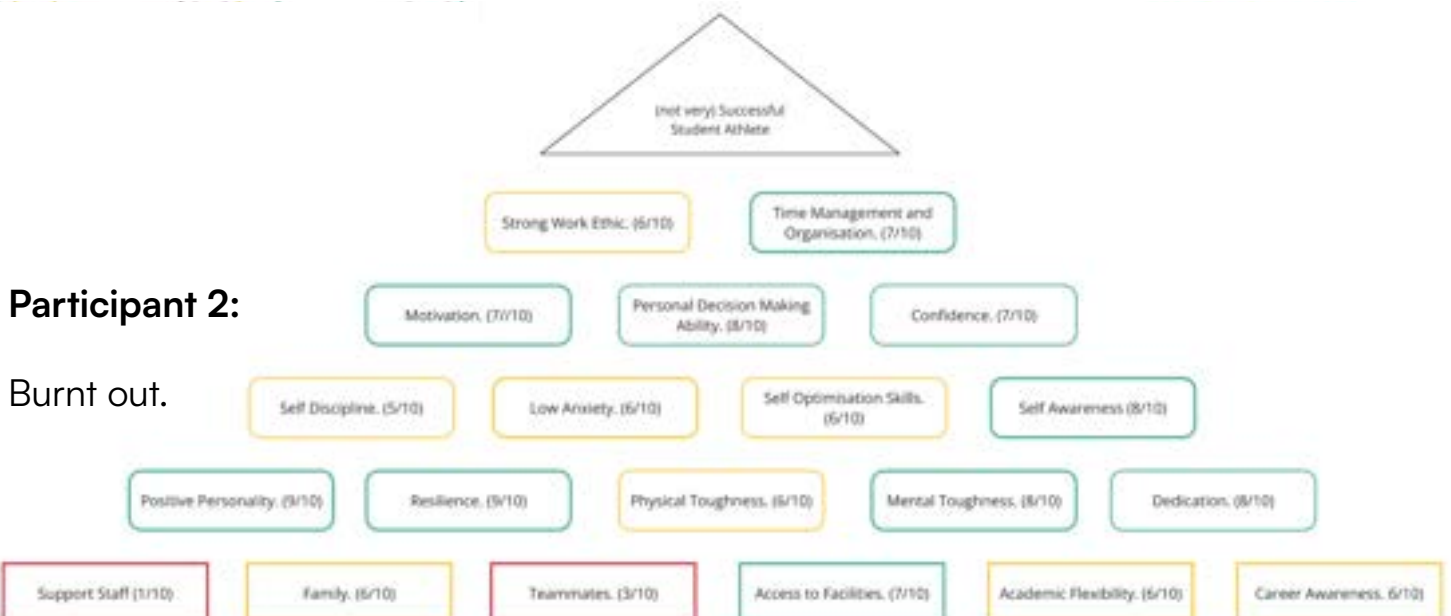 (not very) Successful
Student Athlete
Strong Work Ethic. (6/10)
Time Management and
Organisation. (7/10)
Participant 2:
Motivation. (7//10)
Personal Decision Making
Ability. (8/10)
Confidence. (7/10)
Burnt out.
Self Discipline. (5/10)
Low Anxiety. (6/10)
Self Optimisation Skills.
(6/10)
Self Awareness (8/10)
Positive Personality. (9/10)
Resilience. (9/10)
Physical Toughness. (6/10)
Mental Toughness. (8/10)
Dedication. (8/10)
Support Staff (1/10)
Family. (6/10)
Teammates. (3/10)
Access to Facilities. (7/10)
Academic Flexibility. (6/10)
Career Awareness. 6/10)